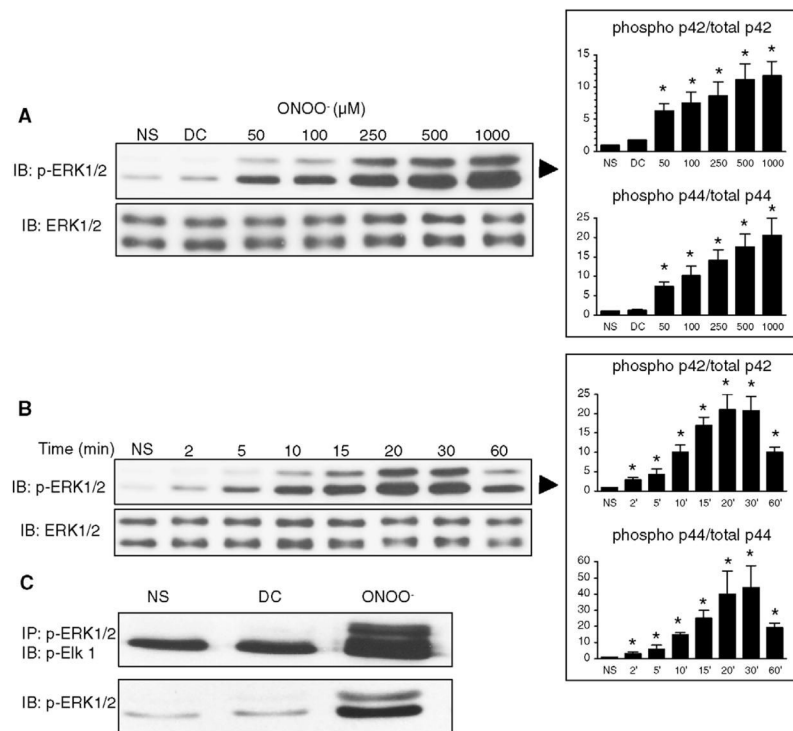 A
ONOO⁻ (µM)
NS DC 50 100 250 500 1000
IB: p-ERK1/2
IB: ERK1/2
phospho p42/total p42
15
10
5
0
NS DC 50 100 250 500 1000
* * * * *
phospho p44/total p44
25
20
15
10
5
0
NS DC 50 100 250 500 1000
* * * * *
B
Time (min) NS 2 5 10 15 20 30 60
IB: p-ERK1/2
IB: ERK1/2
phospho p42/total p42
25
20
15
10
5
0
NS 2' 5' 10' 15' 20' 30' 60'
* * * * * * *
phospho p44/total p44
60
50
40
30
20
10
0
NS 2' 5' 10' 15' 20' 30' 60'
* * * * * * *
C
NS DC ONOO⁻
IP: p-ERK1/2
IB: p-Elk 1
IB: p-ERK1/2